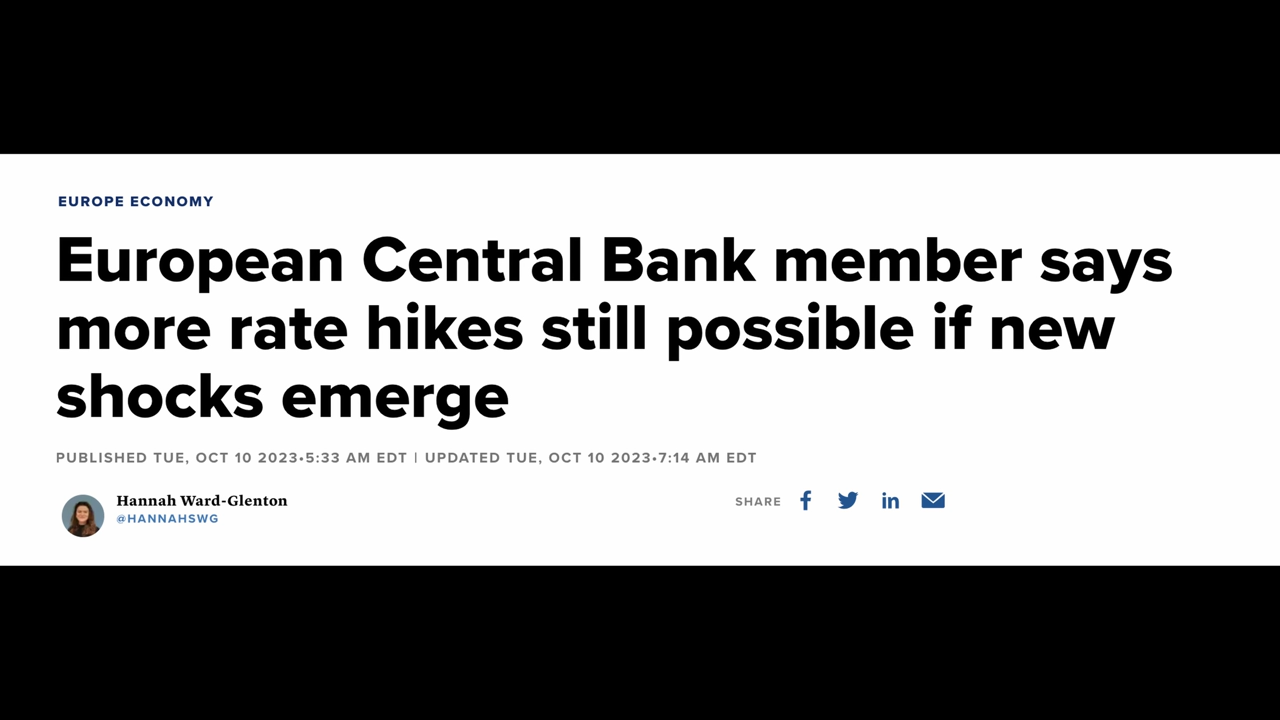 EUROPE ECONOMY
European Central Bank member says
more rate hikes still possible if new
shocks emerge
PUBLISHED TUE, OCT 10 2023•5:33 AM EDT | UPDATED TUE, OCT 10 2023•7:14 AM EDT
Hannah Ward-Glenton
@HANNAHSWG
SHARE